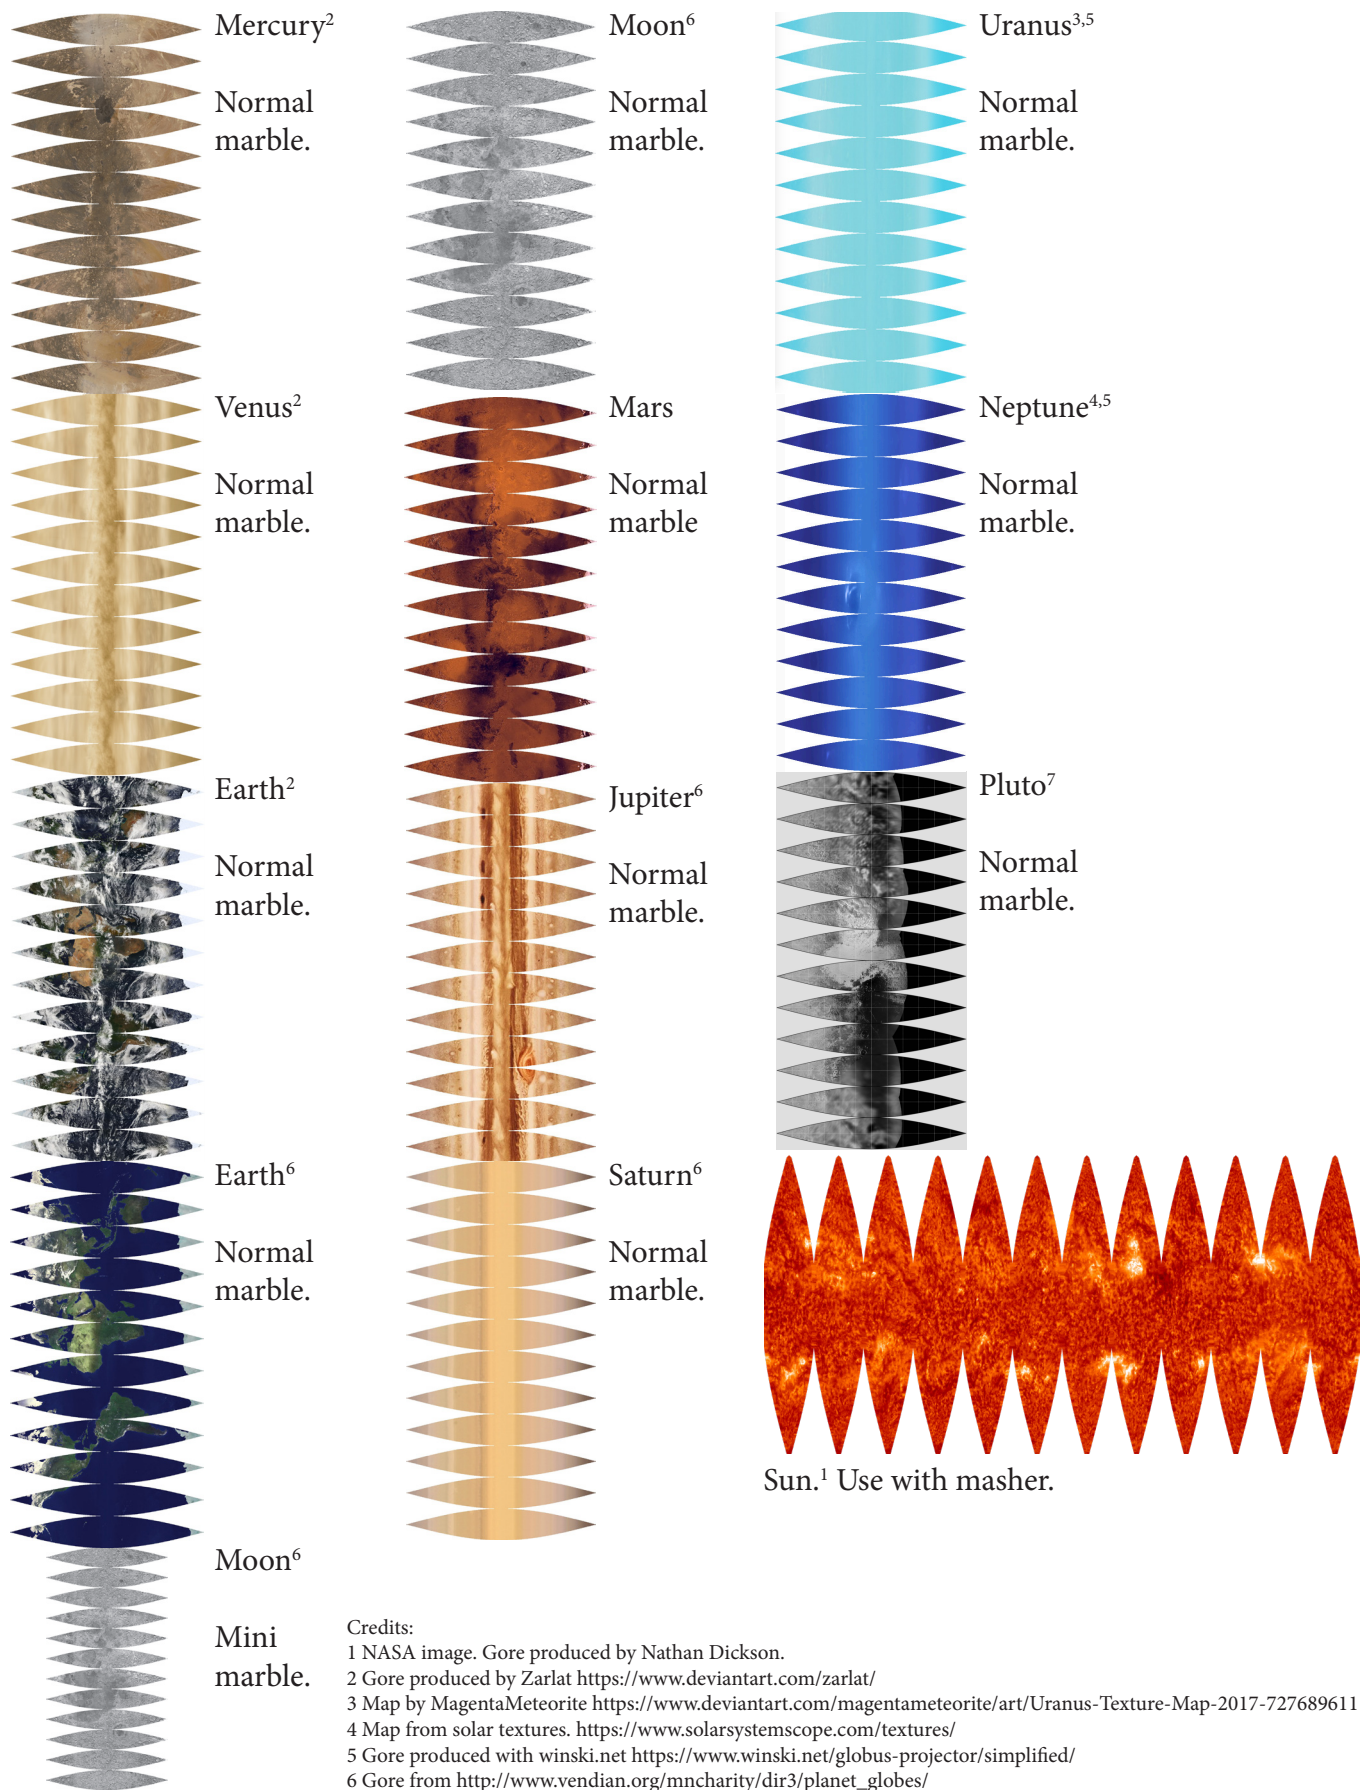 Mercury²
Normal
marble.
Venus²
Normal
marble.
Earth²
Normal
marble.
Earth⁶
Normal
marble.
Moon⁶
Mini
marble.
Moon⁶
Normal
marble.
Mars
Normal
marble
Jupiter⁶
Normal
marble.
Saturn⁶
Normal
marble.
Uranus³,⁵
Normal
marble.
Neptune⁴,⁵
Normal
marble.
Pluto⁷
Normal
marble.
Sun.¹ Use with masher.
Credits:
1 NASA image. Gore produced by Nathan Dickson.
2 Gore produced by Zarlat https://www.deviantart.com/zarlat/
3 Map by MagentaMeteorite https://www.deviantart.com/magentameteorite/art/Uranus-Texture-Map-2017-727689611
4 Map from solar textures. https://www.solarsystemscope.com/textures/
5 Gore produced with winski.net https://www.winski.net/globus-projector/simplified/
6 Gore from http://www.vendian.org/mncharity/dir3/planet_globes/